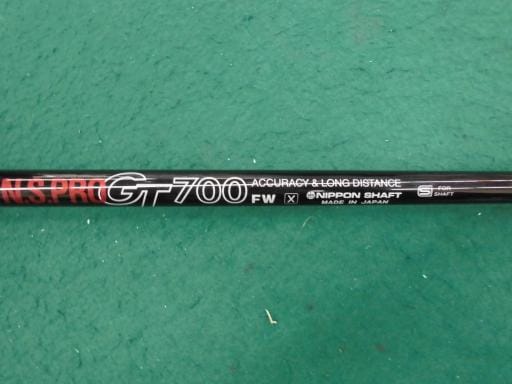 N.S.PRO GT700
ACCURACY & LONG DISTANCE
FW X NIPPON SHAFT
MADE IN JAPAN
S FOR
SHAFT